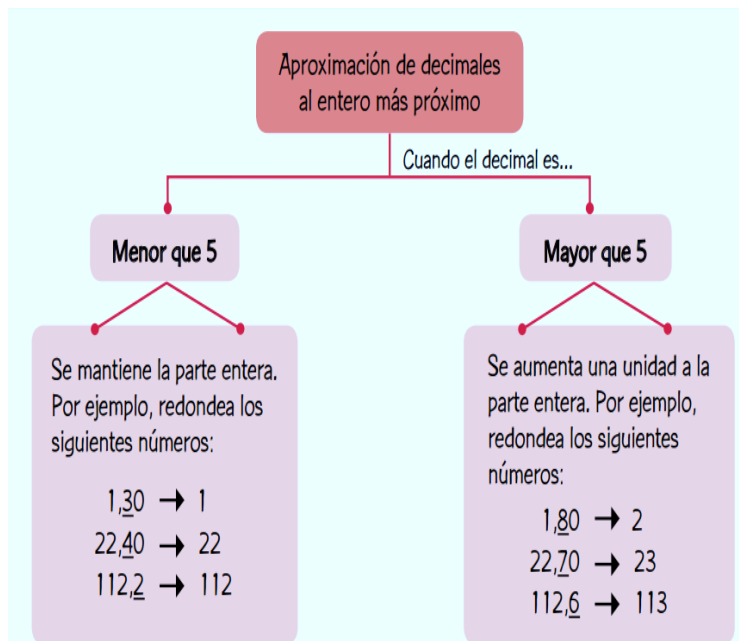 Aproximación de decimales
al entero más próximo
Cuando el decimal es...
Menor que 5
Se mantiene la parte entera.
Por ejemplo, redondea los
siguientes números:
1,30 → 1
22,40 → 22
112,2 → 112
Mayor que 5
Se aumenta una unidad a la
parte entera. Por ejemplo,
redondea los siguientes
números:
1,80 → 2
22,70 → 23
112,6 → 113